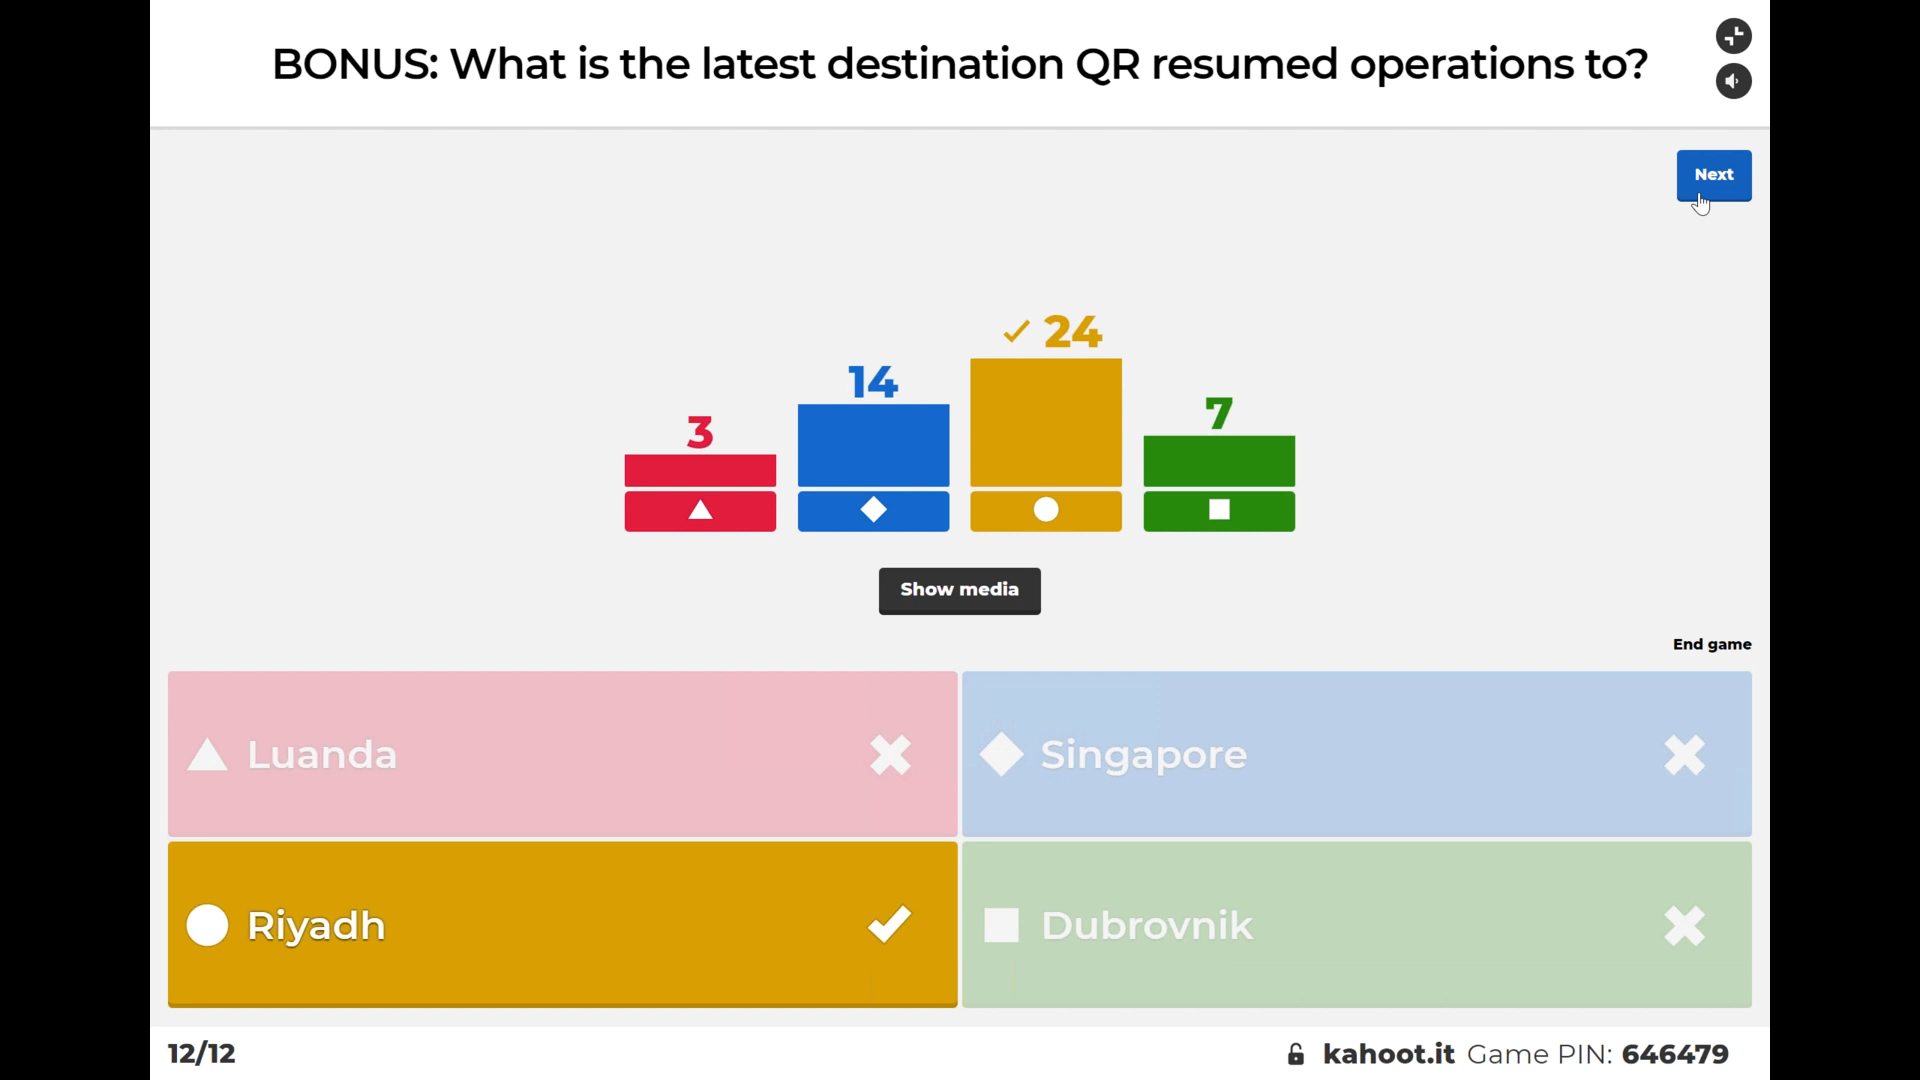 BONUS: What is the latest destination QR resumed operations to?
Next
3
14
24
7
Show media
End game
Luanda
Singapore
Riyadh
Dubrovnik
12/12
kahoot.it Game PIN: 646479